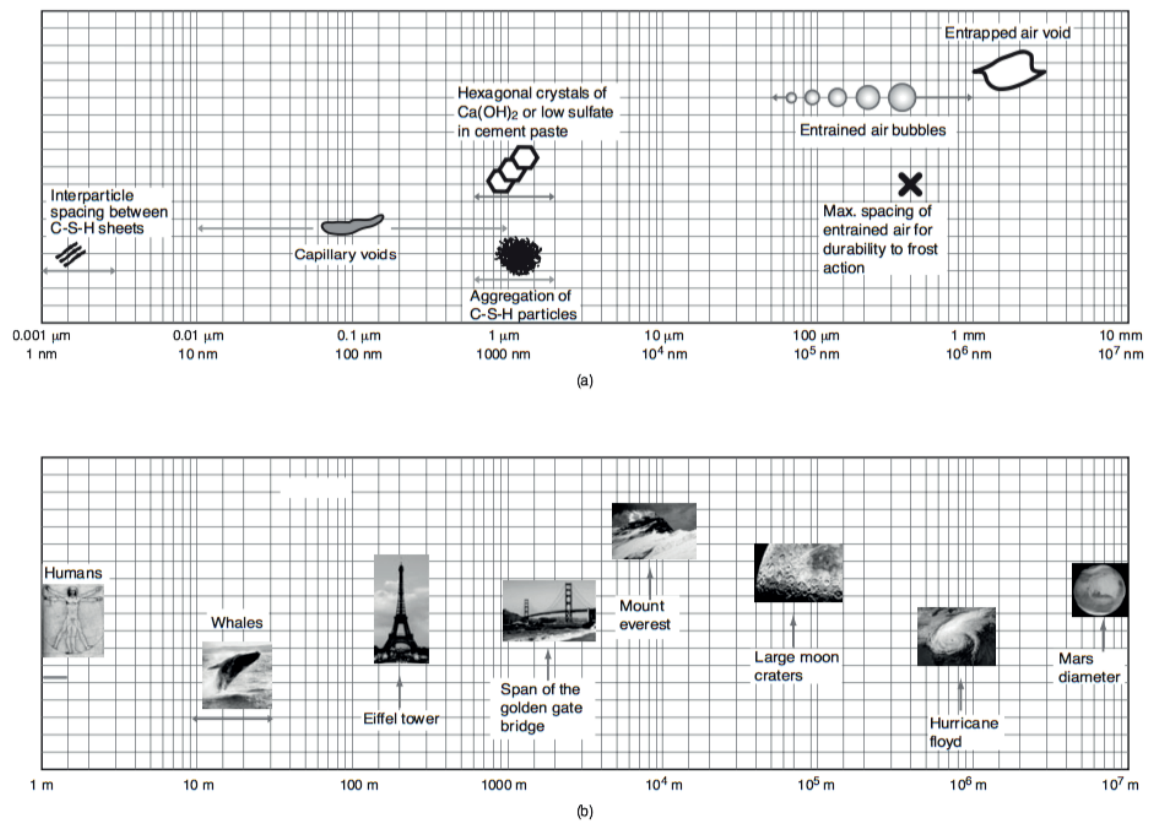 Entrapped air void
Hexagonal crystals of
Ca(OH)₂ or low sulfate
in cement paste
Entrained air bubbles
Interparticle
spacing between
C-S-H sheets
Max. spacing of
entrained air for
durability to frost
action
Capillary voids
Aggregation of
C-S-H particles
0.001 μm 0.01 μm 0.1 μm 1 μm 10 μm 100 μm 1 mm 10 mm
1 nm 10 nm 100 nm 1000 nm 10⁴ nm 10⁵ nm 10⁶ nm 10⁷ nm
(a)
Humans
Whales
Eiffel tower
Span of the
golden gate
bridge
Mount
everest
Large moon
craters
Hurricane
floyd
Mars
diameter
1 m 10 m 100 m 1000 m 10⁴ m 10⁵ m 10⁶ m 10⁷ m
(b)